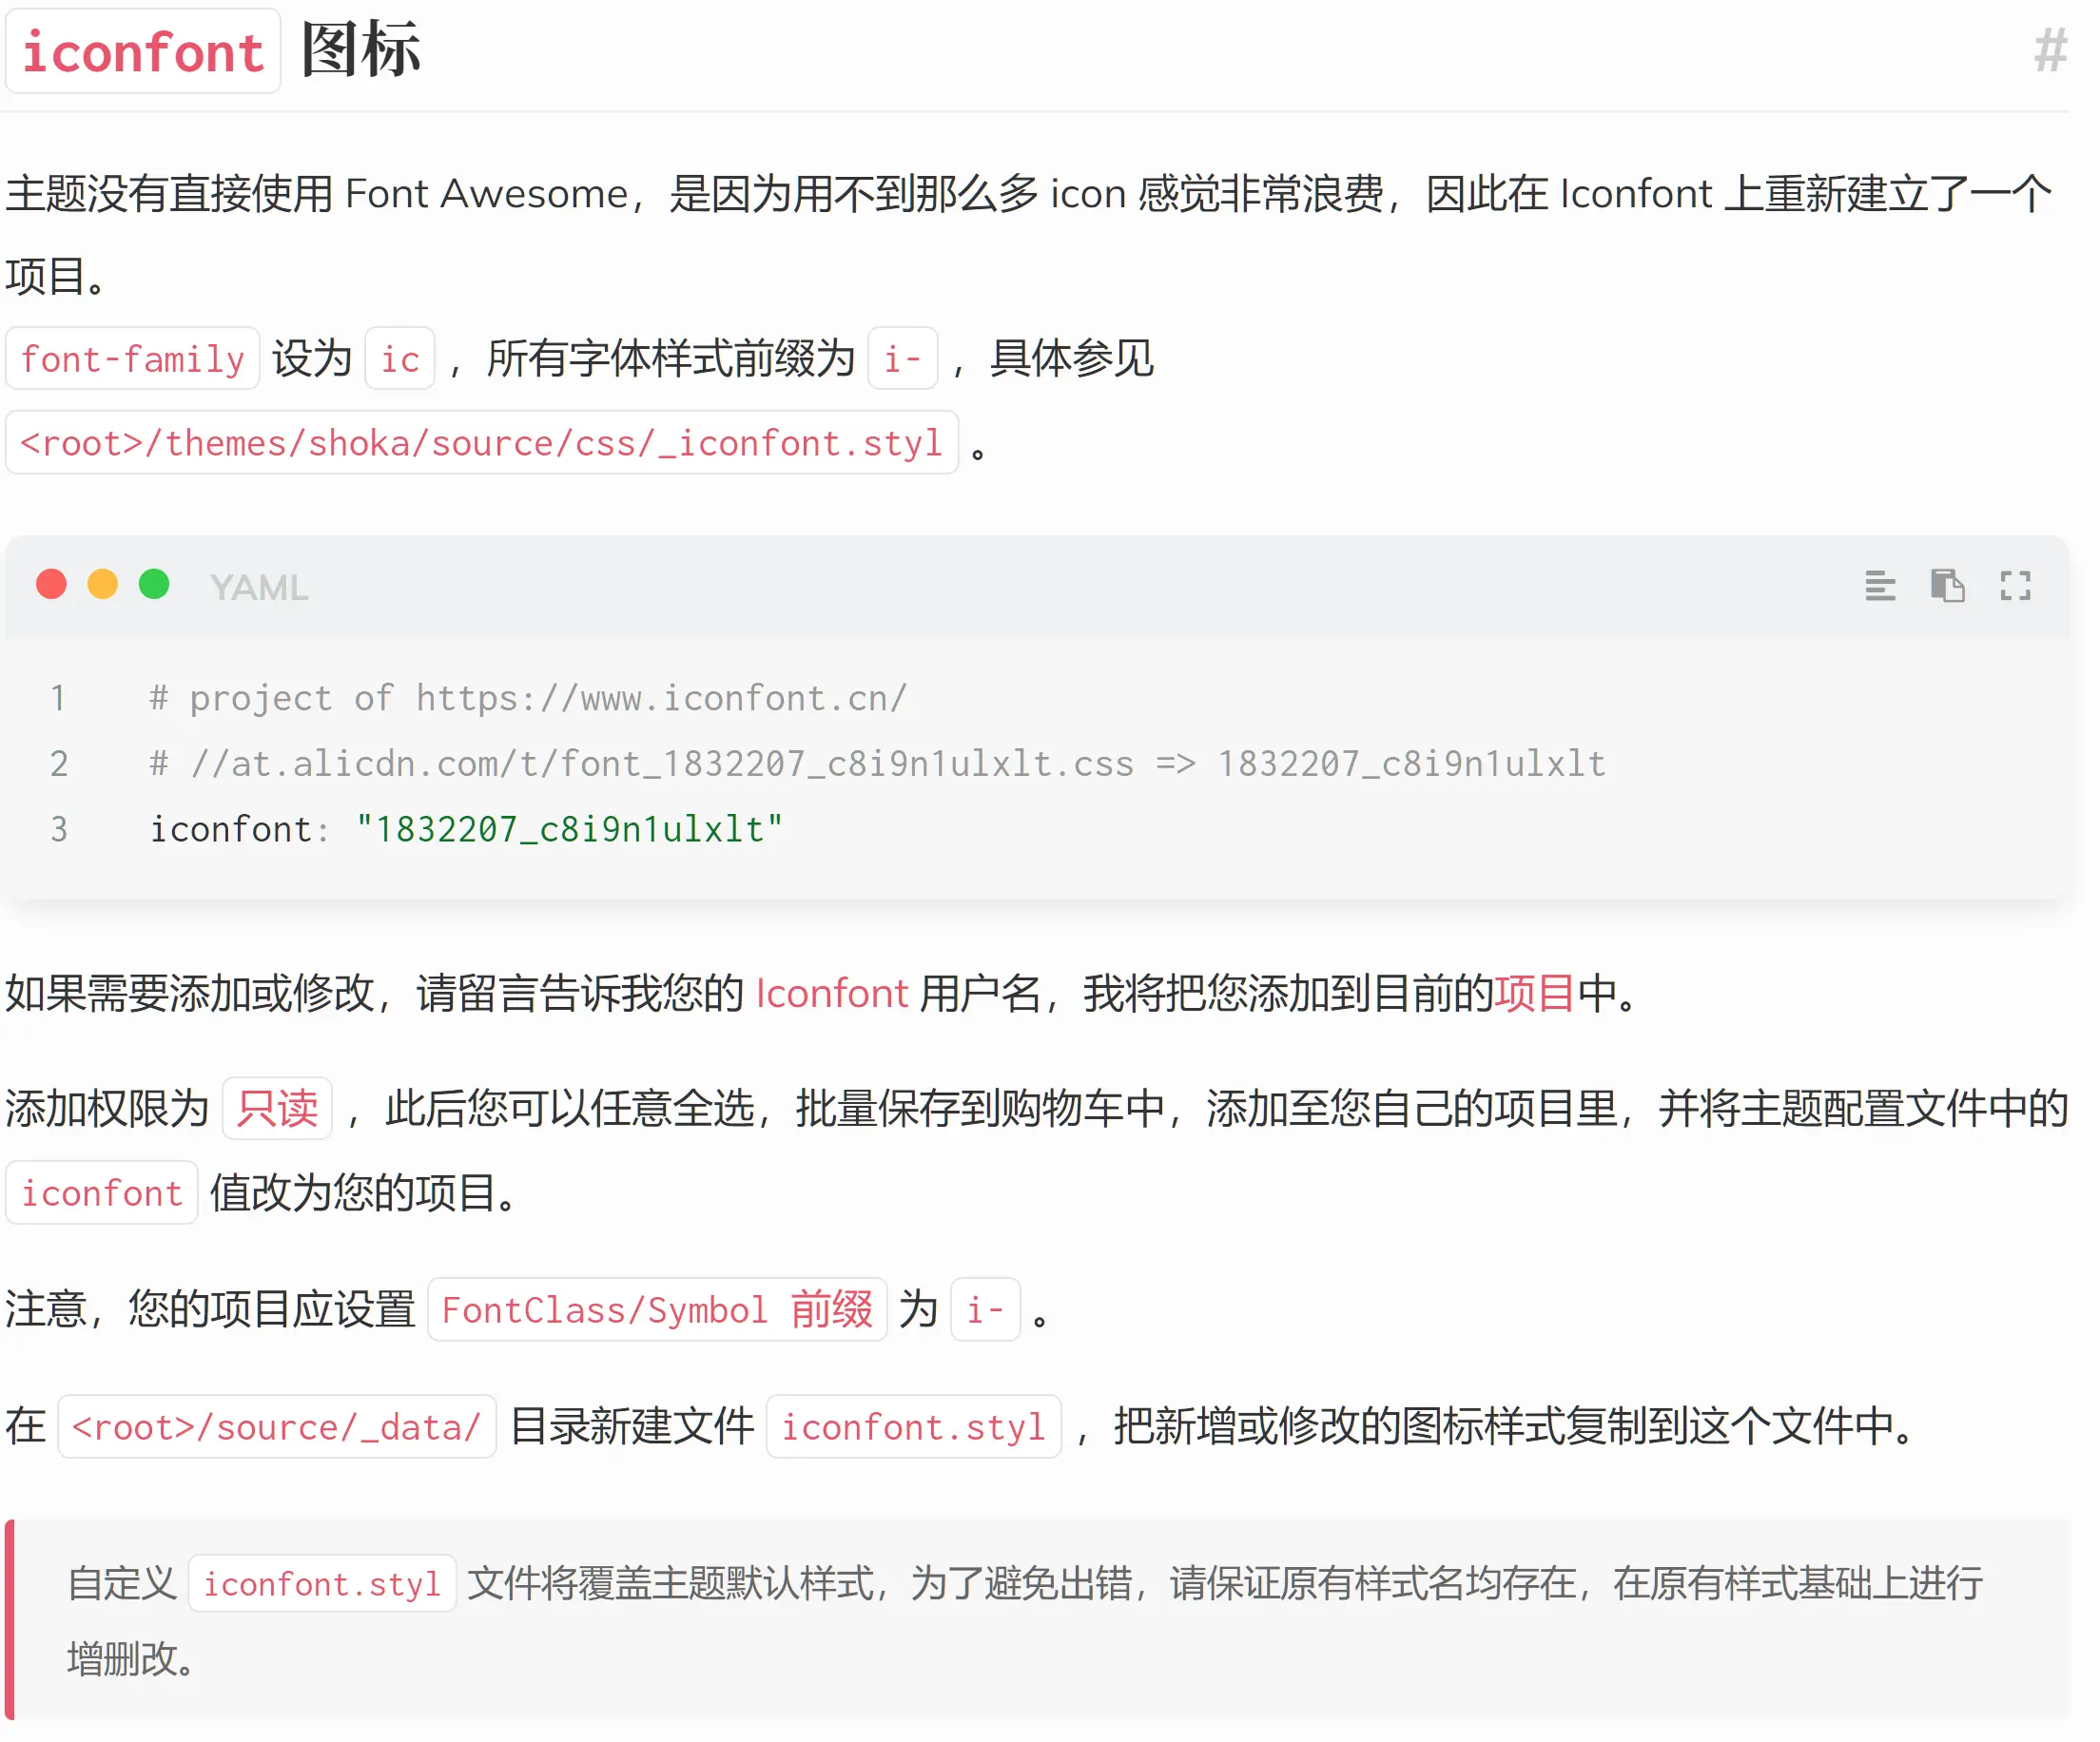 iconfont 图标 #
主题没有直接使用 Font Awesome，是因为用不到那么多 icon 感觉非常浪费，因此在 Iconfont 上重新建立了一个
项目。
font-family 设为 ic ，所有字体样式前缀为 i- ，具体参见
<root>/themes/shoka/source/css/_iconfont.styl 。
YAML
1 # project of https://www.iconfont.cn/
2 # //at.alicdn.com/t/font_1832207_c8i9n1ulxlt.css => 1832207_c8i9n1ulxlt
3 iconfont: "1832207_c8i9n1ulxlt"
如果需要添加或修改，请留言告诉我您的 Iconfont 用户名，我将把您添加到目前的项目中。
添加权限为 只读 ，此后您可以任意全选，批量保存到购物车中，添加至您自己的项目里，并将主题配置文件中的
iconfont 值改为您的项目。
注意，您的项目应设置 FontClass/Symbol 前缀 为 i- 。
在 <root>/source/_data/ 目录新建文件 iconfont.styl ，把新增或修改的图标样式复制到这个文件中。
自定义 iconfont.styl 文件将覆盖主题默认样式，为了避免出错，请保证原有样式名均存在，在原有样式基础上进行
增删改。